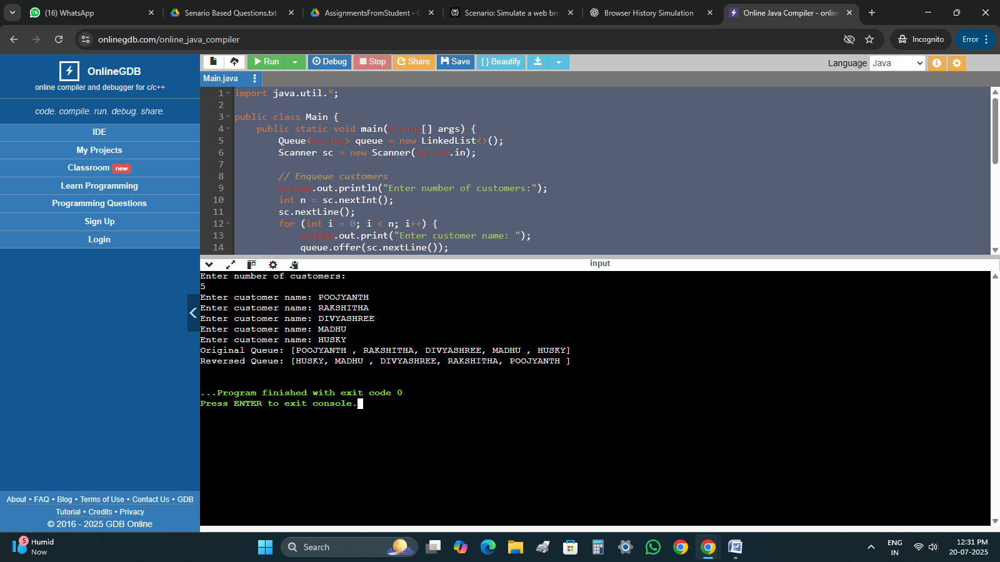 (16) WhatsApp
Senario Based Questions.txt
AssignmentsFromStudent - G
Scenario: Simulate a web bro
Browser History Simulation
Online Java Compiler - onlin
onlinegdb.com/online_java_compiler
Incognito
Error
OnlineGDB
online compiler and debugger for c/c++
code. compile. run. debug. share.
IDE
My Projects
Classroom new
Learn Programming
Programming Questions
Sign Up
Login
About • FAQ • Blog • Terms of Use • Contact Us • GDB
Tutorial • Credits • Privacy
© 2016 - 2025 GDB Online
Run
Debug
Stop
Share
Save
{ } Beautify
Language Java
Main.java
1 import java.util.*;
2
3 public class Main {
4 public static void main(String[] args) {
5 Queue<String> queue = new LinkedList<>();
6 Scanner sc = new Scanner(System.in);
7
8 // Enqueue customers
9 System.out.println("Enter number of customers:");
10 int n = sc.nextInt();
11 sc.nextLine();
12 for (int i = 0; i < n; i++) {
13 System.out.print("Enter customer name: ");
14 queue.offer(sc.nextLine());
input
Enter number of customers:
5
Enter customer name: POOJYANTH
Enter customer name: RAKSHITHA
Enter customer name: DIVYASHREE
Enter customer name: MADHU
Enter customer name: HUSKY
Original Queue: [POOJYANTH , RAKSHITHA, DIVYASHREE, MADHU , HUSKY]
Reversed Queue: [HUSKY, MADHU , DIVYASHREE, RAKSHITHA, POOJYANTH ]
...Program finished with exit code 0
Press ENTER to exit console.
5
Humid
Now
Search
ENG
IN
12:31 PM
20-07-2025